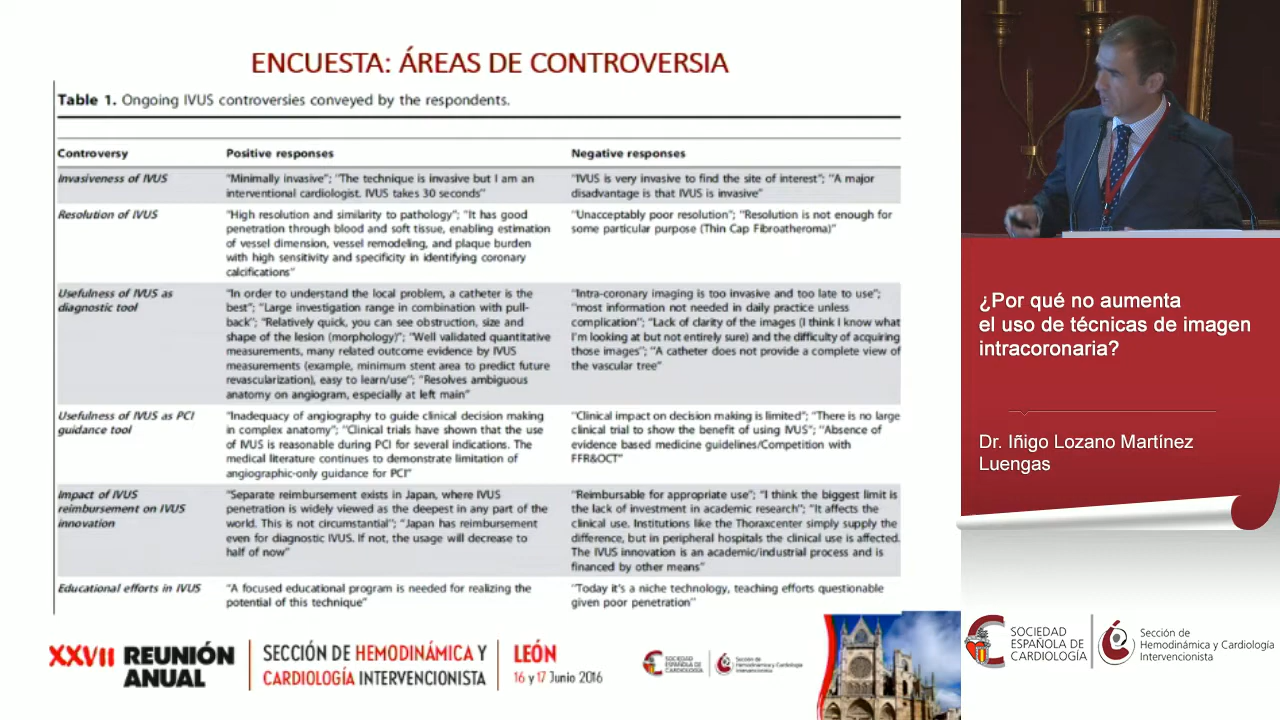 ENCUESTA: ÁREAS DE CONTROVERSIA
Table 1. Ongoing IVUS controversies conveyed by the respondents.
Controversy Positive responses Negative responses
Invasiveness of IVUS
"Minimally invasive"; "The technique is invasive but I am an
interventional cardiologist. IVUS takes 30 seconds"
"IVUS is very invasive to find the site of interest"; "A major
disadvantage is that IVUS is invasive"
Resolution of IVUS
"High resolution and similarity to pathology"; "It has good
penetration through blood and soft tissue, enabling estimation
of vessel dimension, vessel remodeling, and plaque burden
with high sensitivity and specificity in identifying coronary
calcifications"
"Unacceptably poor resolution"; "Resolution is not enough for
some particular purpose (Thin Cap Fibroatheroma)"
Usefulness of IVUS as
diagnostic tool
"In order to understand the local problem, a catheter is the
best"; "Large investigation range in combination with pull-
back"; "Relatively quick, you can see obstruction, size and
shape of the lesion (morphology)"; "Well validated quantitative
measurements, many related outcome evidence by IVUS
measurements (example, minimum stent area to predict future
revascularization), easy to learn/use"; "Resolves ambiguous
anatomy on angiogram, especially at left main"
"Intra-coronary imaging is too invasive and too late to use";
"most information not needed in daily practice unless
complication"; "Lack of clarity of the images (I think I know what
I'm looking at but not entirely sure) and the difficulty of acquiring
those images"; "A catheter does not provide a complete view of
the vascular tree"
Usefulness of IVUS as PCI
guidance tool
"Inadequacy of angiography to guide clinical decision making
in complex anatomy"; "Clinical trials have shown that the use
of IVUS is reasonable during PCI for several indications. The
medical literature continues to demonstrate limitation of
angiographic-only guidance for PCI"
"Clinical impact on decision making is limited"; "There is no large
clinical trial to show the benefit of using IVUS"; "Absence of
evidence based medicine guidelines/Competition with
FFR&OCT"
Impact of IVUS
reimbursement on IVUS
innovation
"Separate reimbursement exists in Japan, where IVUS
penetration is widely viewed as the deepest in any part of the
world. This is not circumstantial"; "Japan has reimbursement
even for diagnostic IVUS. If not, the usage will decrease to
half of now"
"Reimbursable for appropriate use"; "I think the biggest limit is
the lack of investment in academic research"; "It affects the
clinical use. Institutions like the Thoraxcenter simply supply the
difference, but in peripheral hospitals the clinical use is affected.
The IVUS innovation is an academic/industrial process and is
financed by other means"
Educational efforts in IVUS
"A focused educational program is needed for realizing the
potential of this technique"
"Today it's a niche technology, teaching efforts questionable
given poor penetration"
XXVII REUNIÓN
ANUAL
SECCIÓN DE HEMODINÁMICA Y
CARDIOLOGÍA INTERVENCIONISTA
LEÓN
16 y 17 Junio 2016
SOCIEDAD
ESPAÑOLA DE
CARDIOLOGÍA
Sección de
Hemodinámica y Cardiología
Intervencionista
¿Por qué no aumenta
el uso de técnicas de imagen
intracoronaria?
Dr. Iñigo Lozano Martínez
Luengas
SOCIEDAD
ESPAÑOLA DE
CARDIOLOGÍA
Sección de
Hemodinámica y Cardiología
Intervencionista